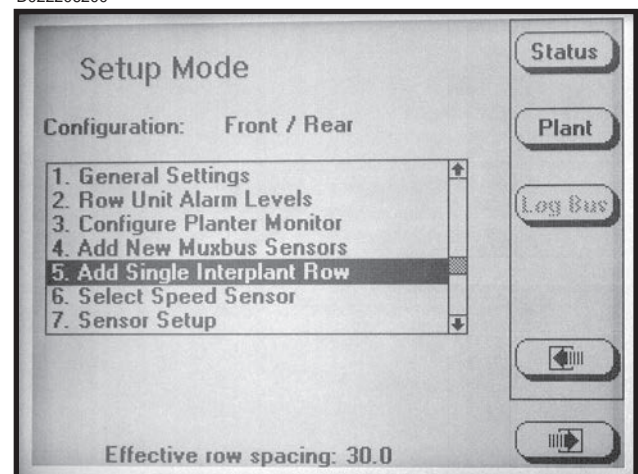 Setup Mode
Configuration: Front / Rear
1. General Settings
2. Row Unit Alarm Levels
3. Configure Planter Monitor
4. Add New Muxbus Sensors
5. Add Single Interplant Row
6. Select Speed Sensor
7. Sensor Setup
Effective row spacing: 30.0
Status
Plant
Log Bus